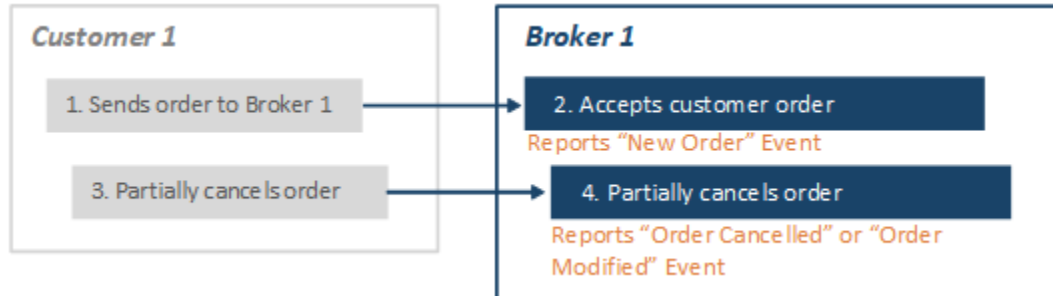 Customer 1
Broker 1
1. Sends order to Broker 1
2. Accepts customer order
Reports “New Order” Event
3. Partially cancels order
4. Partially cancels order
Reports “Order Cancelled” or “Order
Modified” Event